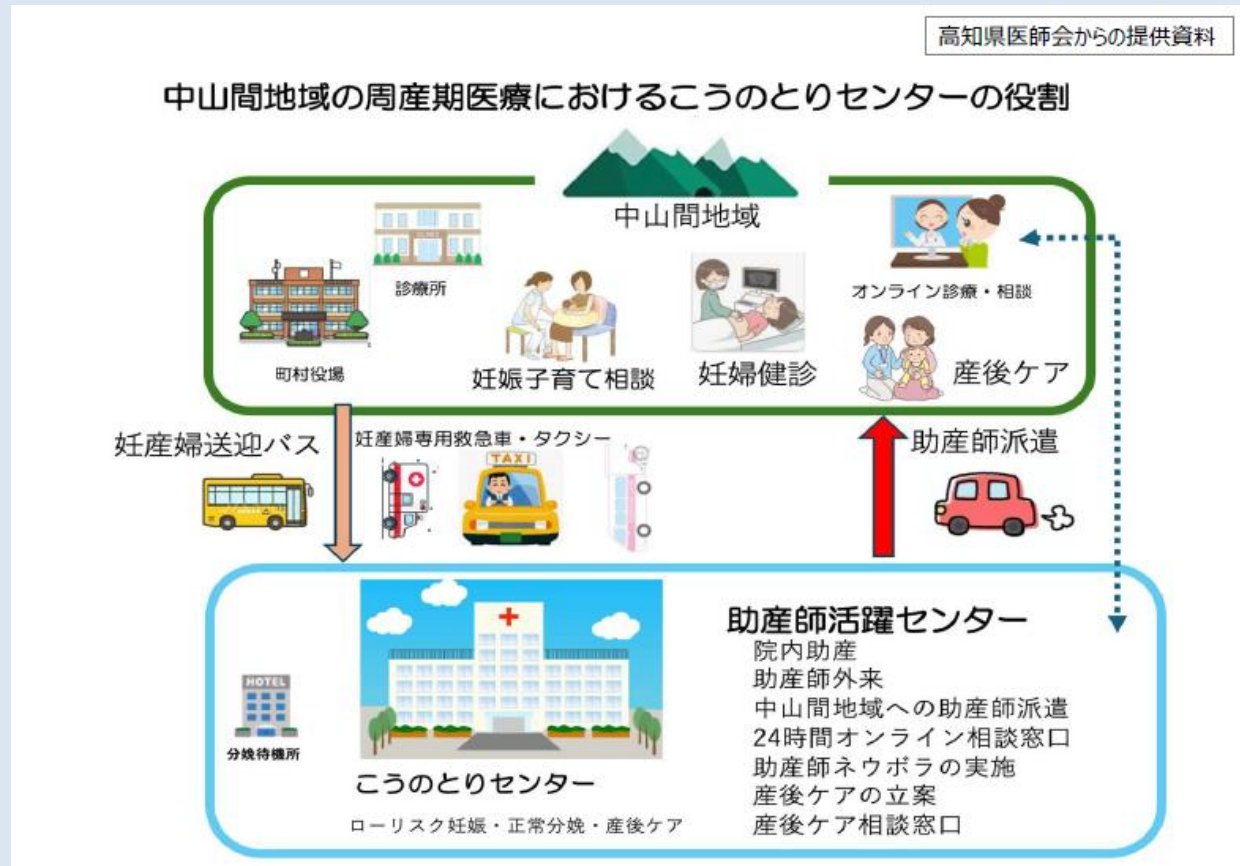 高知県医師会からの提供資料
中山間地域の周産期医療におけるこうのとりセンターの役割
中山間地域
診療所
町村役場
妊娠子育て相談
妊婦健診
オンライン診療・相談
産後ケア
妊産婦送迎バス
妊産婦専用救急車・タクシー
TAXI
助産師派遣
HOTEL
分娩待機所
こうのとりセンター
ローリスク妊娠・正常分娩・産後ケア
助産師活躍センター
院内助産
助産師外来
中山間地域への助産師派遣
24時間オンライン相談窓口
助産師ネウボラの実施
産後ケアの立案
産後ケア相談窓口